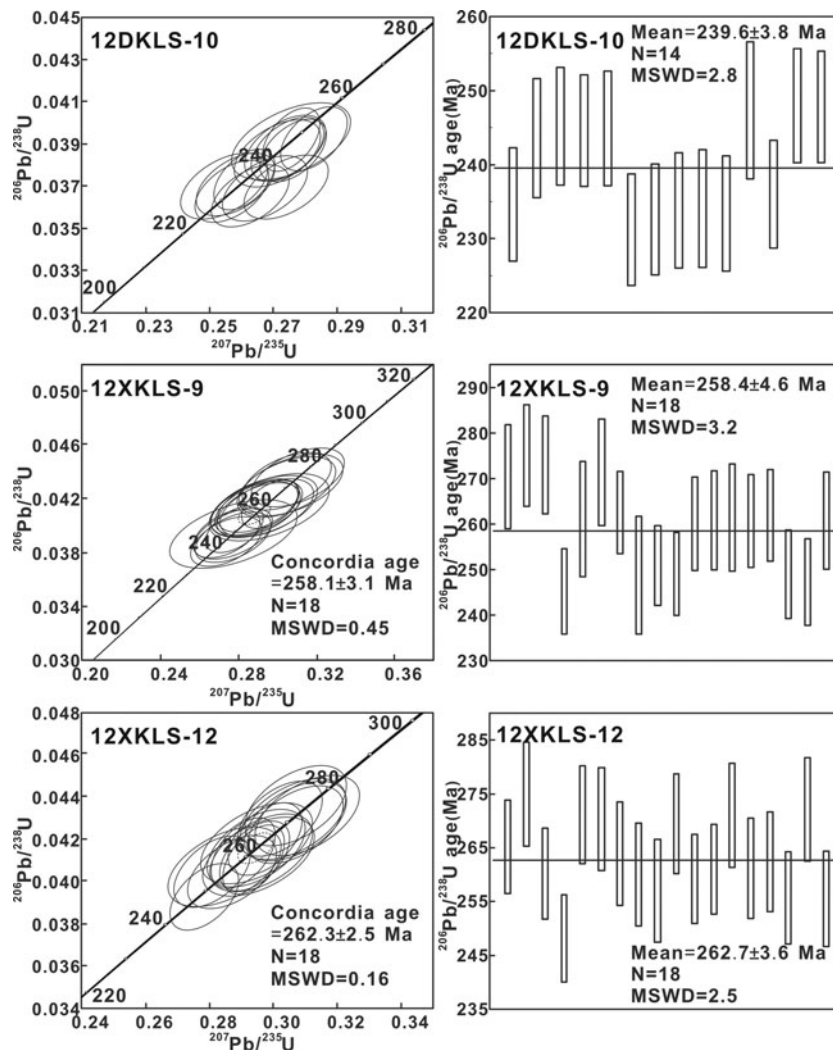 12DKLS-10
0.045
0.043
0.041
0.039
0.037
0.035
0.033
0.031
280
260
240
220
200
0.21 0.23 0.25 0.27 0.29 0.31
206Pb/238U
207Pb/235U
12DKLS-10
Mean=239.6±3.8 Ma
N=14
MSWD=2.8
260
250
240
230
220
206Pb/238U age(Ma)
12XKLS-9
0.050
0.046
0.042
0.038
0.034
0.030
320
300
280
260
240
220
200
Concordia age
=258.1±3.1 Ma
N=18
MSWD=0.45
0.20 0.24 0.28 0.32 0.36
206Pb/238U
207Pb/235U
12XKLS-9
Mean=258.4±4.6 Ma
N=18
MSWD=3.2
290
280
270
260
250
240
230
206Pb/238U age(Ma)
12XKLS-12
0.048
0.046
0.044
0.042
0.040
0.038
0.036
0.034
300
280
260
240
220
Concordia age
=262.3±2.5 Ma
N=18
MSWD=0.16
0.24 0.26 0.28 0.30 0.32 0.34
206Pb/238U
207Pb/235U
12XKLS-12
285
275
265
255
245
235
206Pb/238U age(Ma)
Mean=262.7±3.6 Ma
N=18
MSWD=2.5